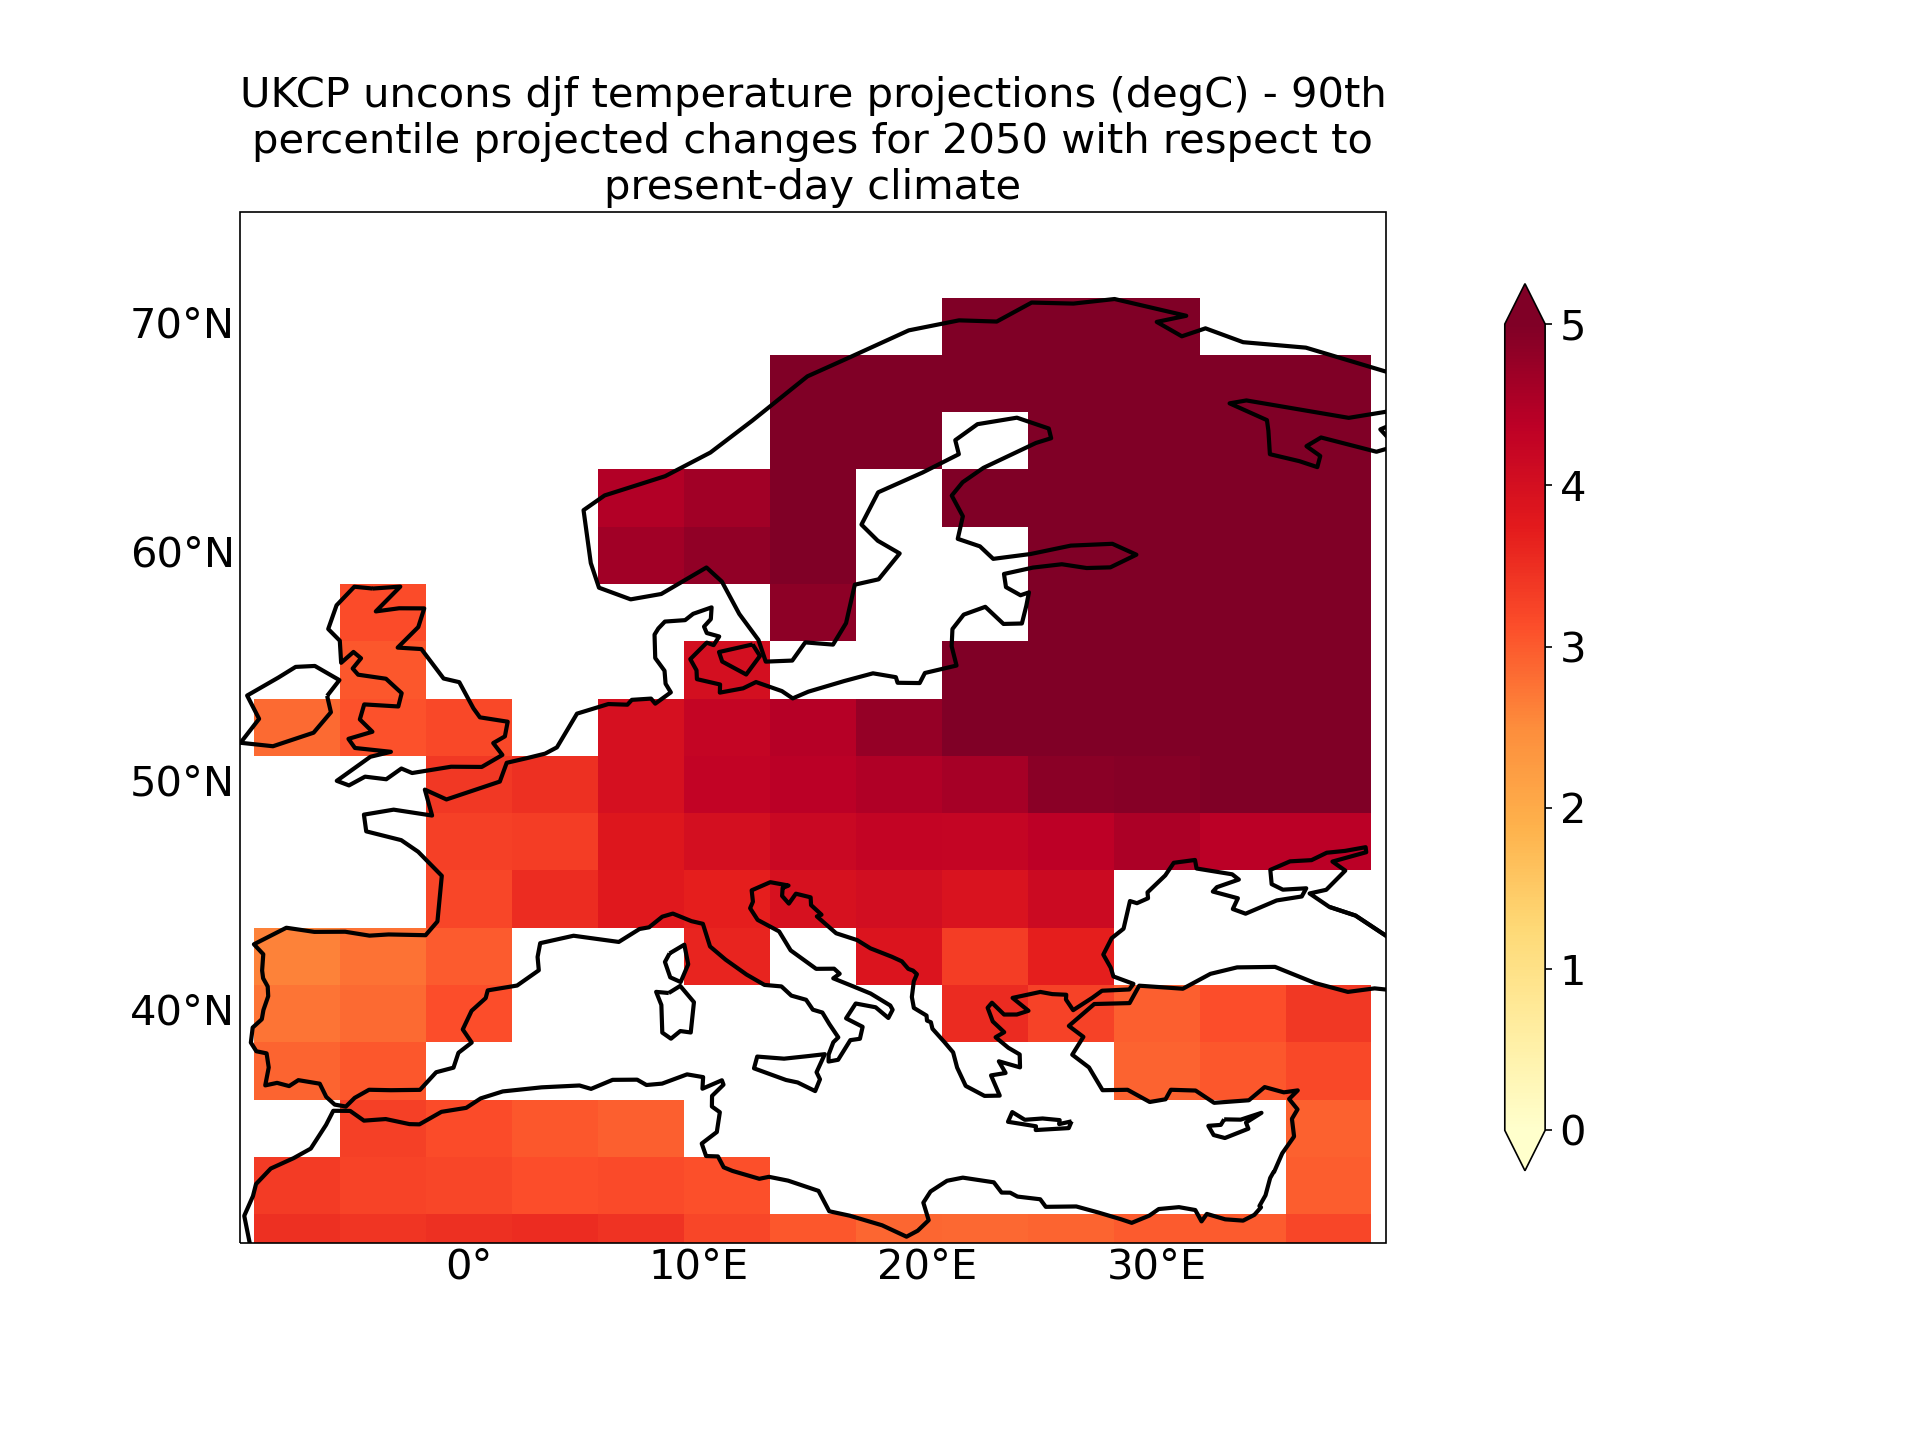 UKCP uncons djf temperature projections (degC) - 90th
percentile projected changes for 2050 with respect to
present-day climate
70°N
60°N
50°N
40°N
0°
10°E
20°E
30°E
5
4
3
2
1
0